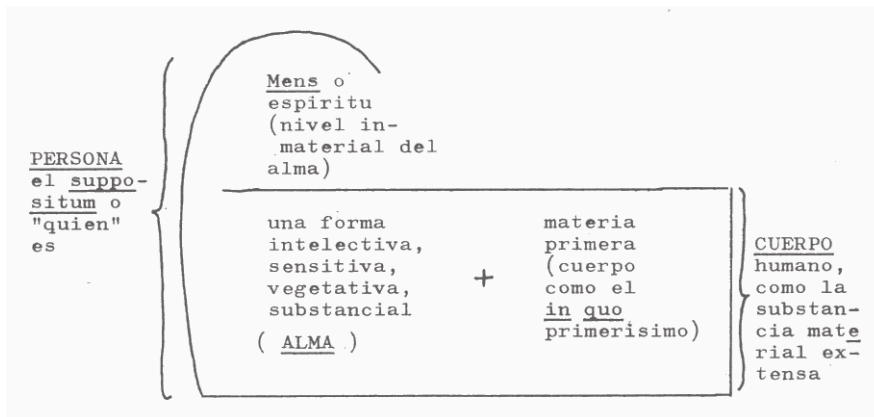 PERSONA
el suppo-
situm o
"quien"
es
Mens o
espiritu
(nivel in-
material del
alma)
una forma
intelectiva,
sensitiva,
vegetativa,
substancial
( ALMA )
+
materia
primera
(cuerpo
como el
in quo
primerisimo)
CUERPO
humano,
como la
substan-
cia mate
rial ex-
tensa